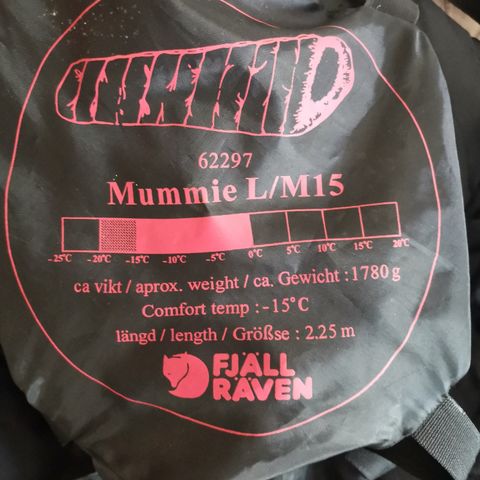 62297
Mummie L/M15
-25°C -20°C -15°C -10°C -5°C 0°C 5°C 10°C 15°C 20°C
ca vikt / aprox. weight / ca. Gewicht : 1780 g
Comfort temp : -15°C
längd / length / Größse : 2.25 m
FJÄLL
RÄVEN